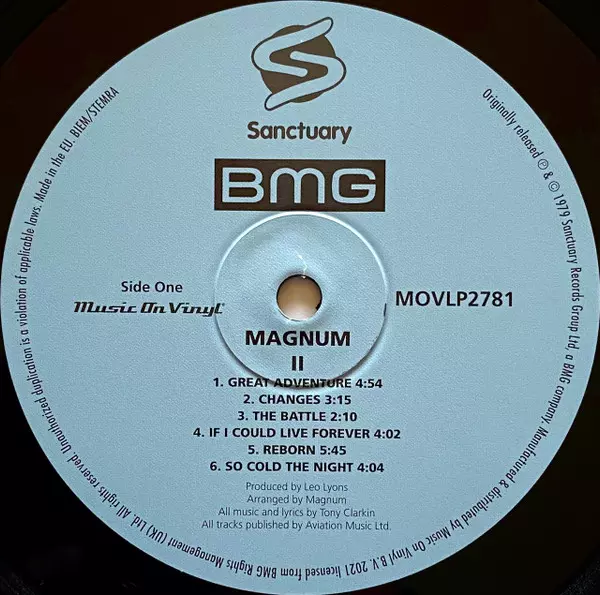 Sanctuary
BMG
Side One
Music On Vinyl
MOVLP2781
MAGNUM
II
1. GREAT ADVENTURE 4:54
2. CHANGES 3:15
3. THE BATTLE 2:10
4. IF I COULD LIVE FOREVER 4:02
5. REBORN 5:45
6. SO COLD THE NIGHT 4:04
Produced by Leo Lyons
Arranged by Magnum
All music and lyrics by Tony Clarkin
All tracks published by Aviation Music Ltd.
Originally released ℗ & © 1979 Sanctuary Records Group Ltd, a BMG company. Manufactured & distributed by Music On Vinyl B.V. 2021 licensed from BMG Rights Management (UK) Ltd. All rights reserved. Unauthorized duplication is a violation of applicable laws. Made in the EU. BIEM/STEMRA